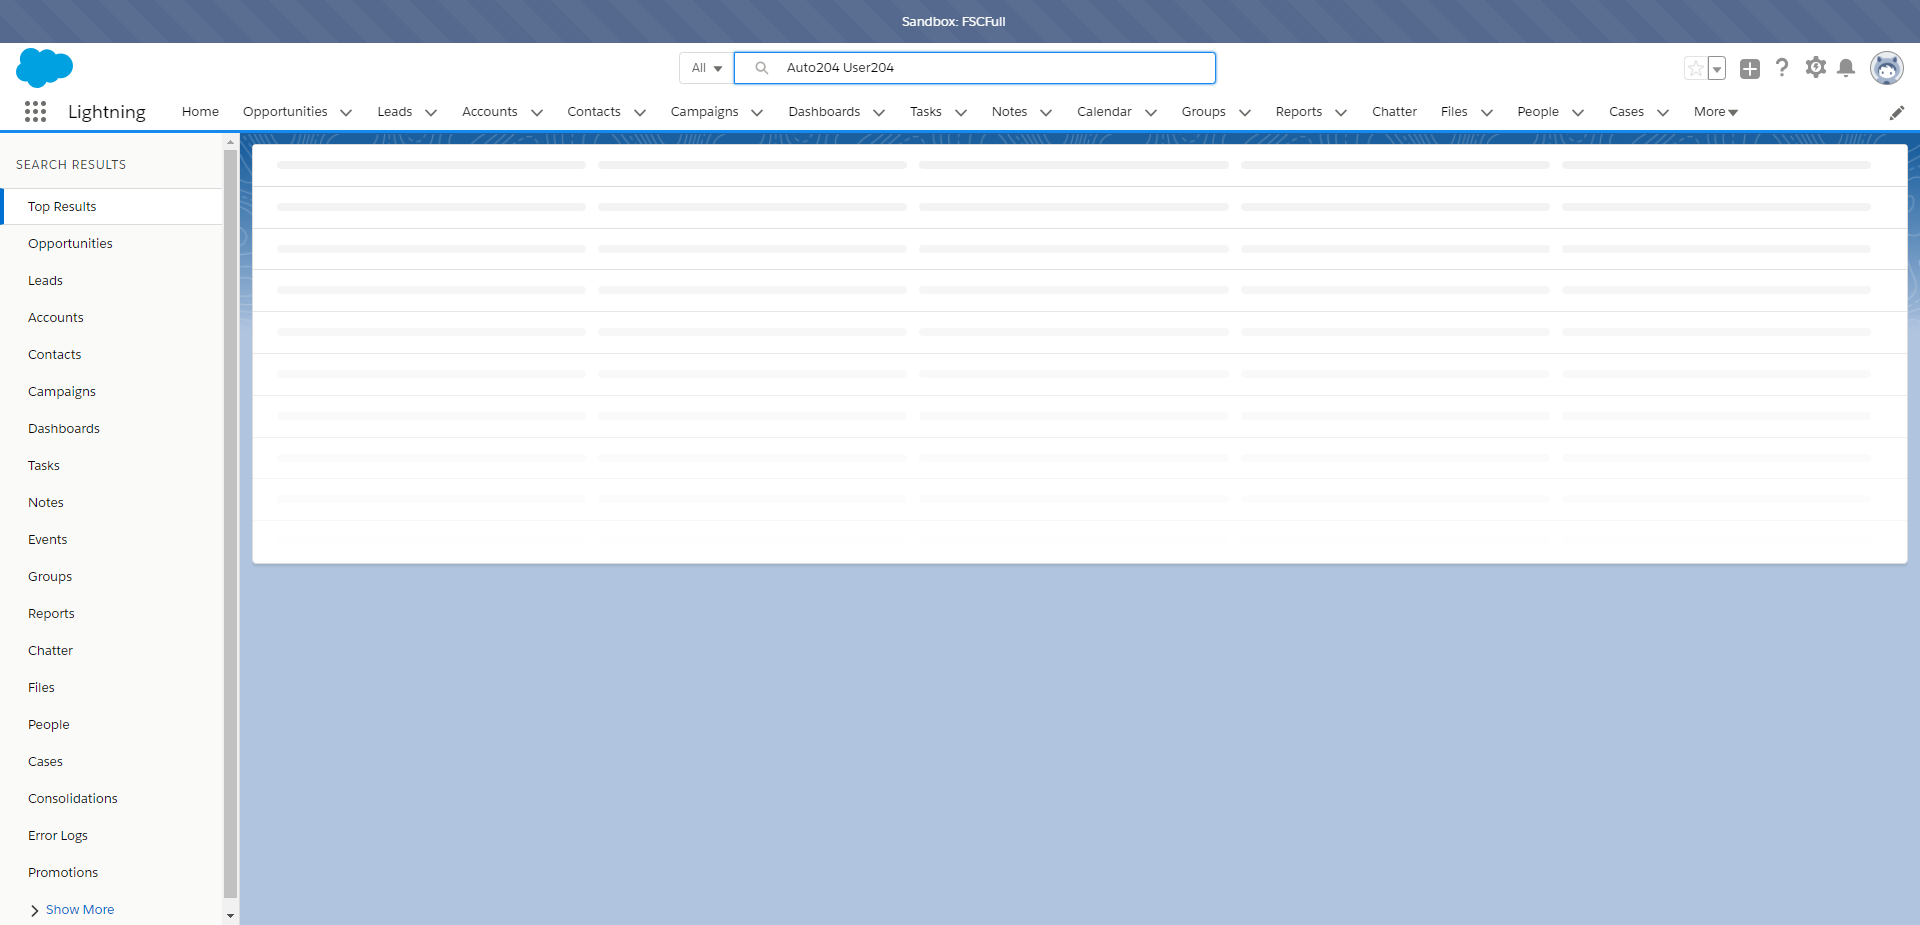 Sandbox: FSCFull
All
Auto204 User204
Lightning
Home
Opportunities
Leads
Accounts
Contacts
Campaigns
Dashboards
Tasks
Notes
Calendar
Groups
Reports
Chatter
Files
People
Cases
More
SEARCH RESULTS
Top Results
Opportunities
Leads
Accounts
Contacts
Campaigns
Dashboards
Tasks
Notes
Events
Groups
Reports
Chatter
Files
People
Cases
Consolidations
Error Logs
Promotions
Show More